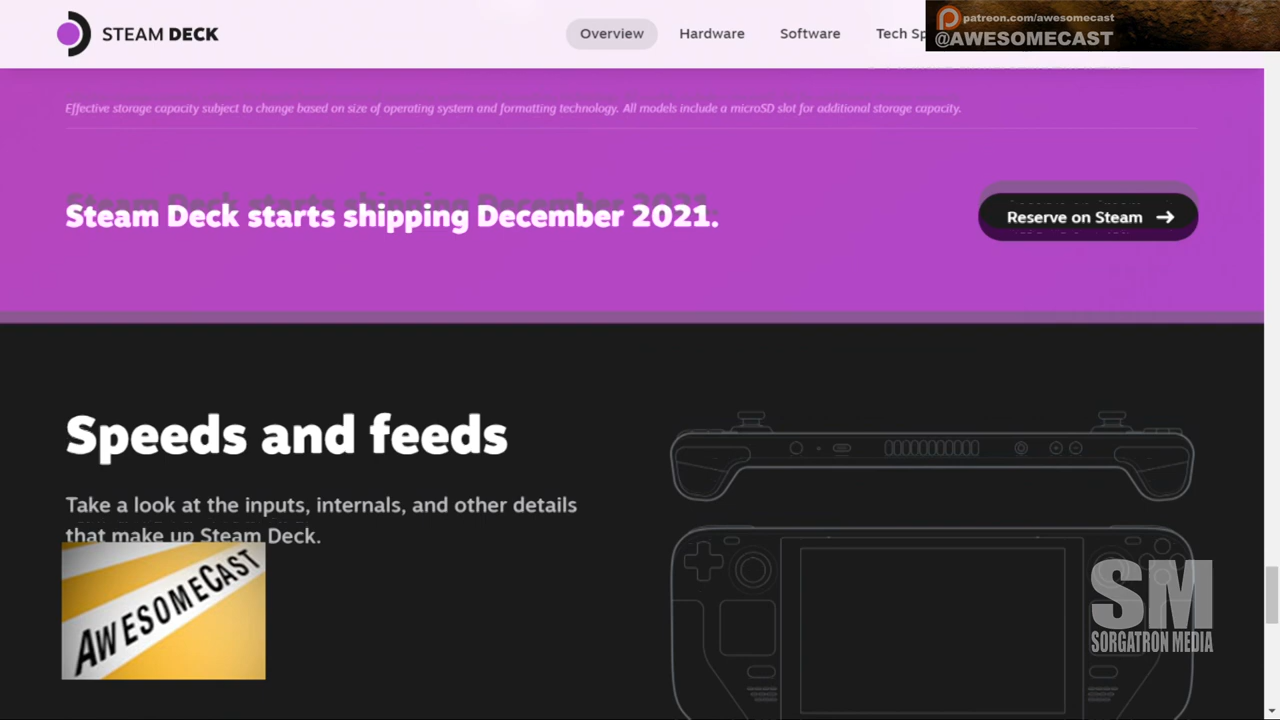 STEAM DECK
Overview
Hardware
Software
Tech
patreon.com/awesomecast
@AWESOMECAST
Effective storage capacity subject to change based on size of operating system and formatting technology. All models include a microSD slot for additional storage capacity.
Steam Deck starts shipping December 2021.
Reserve on Steam
Speeds and feeds
Take a look at the inputs, internals, and other details
that make up Steam Deck.
AWESOMECAST
SM
SORGATRON MEDIA